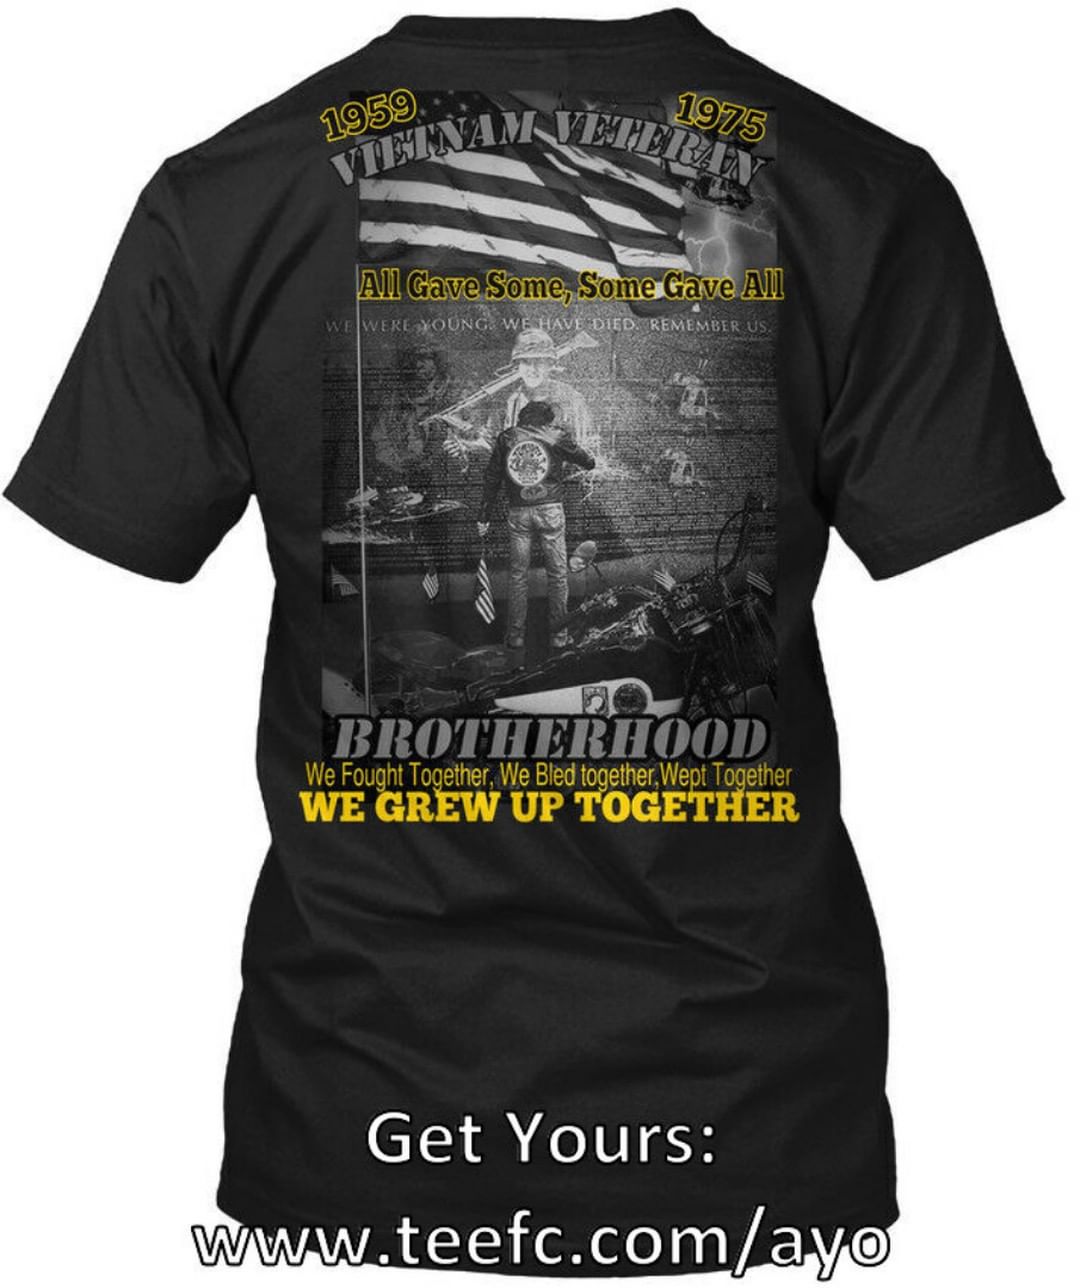 1959 1975
VIETNAM VETERAN
All Gave Some, Some Gave All
WE WERE YOUNG. WE HAVE DIED. REMEMBER US.
BROTHERHOOD
We Fought Together, We Bled together,Wept Together
WE GREW UP TOGETHER
Get Yours:
www.teefc.com/ayo